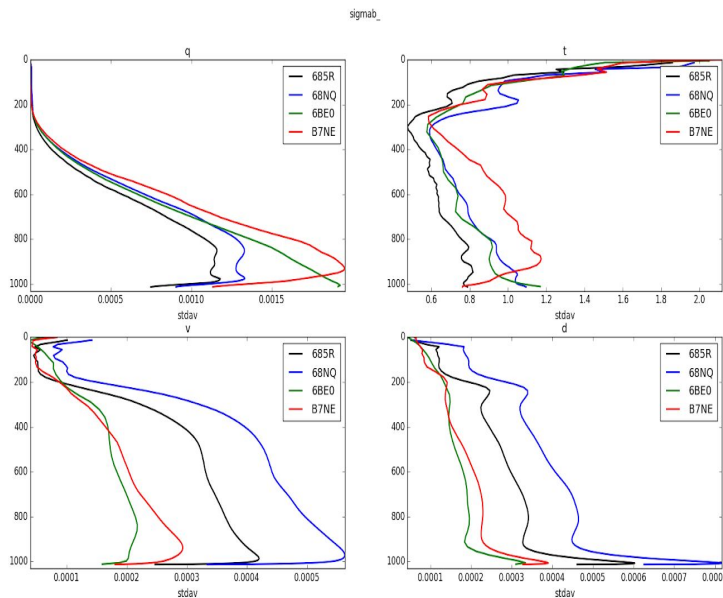 sigmab_
q
t
0
200
400
600
800
1000
0.0000
0.0005
0.0010
0.0015
stdav
685R
68NQ
6BE0
B7NE
0
200
400
600
800
1000
0.6
0.8
1.0
1.2
1.4
1.6
1.8
2.0
stdav
685R
68NQ
6BE0
B7NE
v
d
0
200
400
600
800
1000
0.0001
0.0002
0.0003
0.0004
0.0005
stdav
685R
68NQ
6BE0
B7NE
0
200
400
600
800
1000
0.0001
0.0002
0.0003
0.0004
0.0005
0.0006
0.0007
stdav
685R
68NQ
6BE0
B7NE